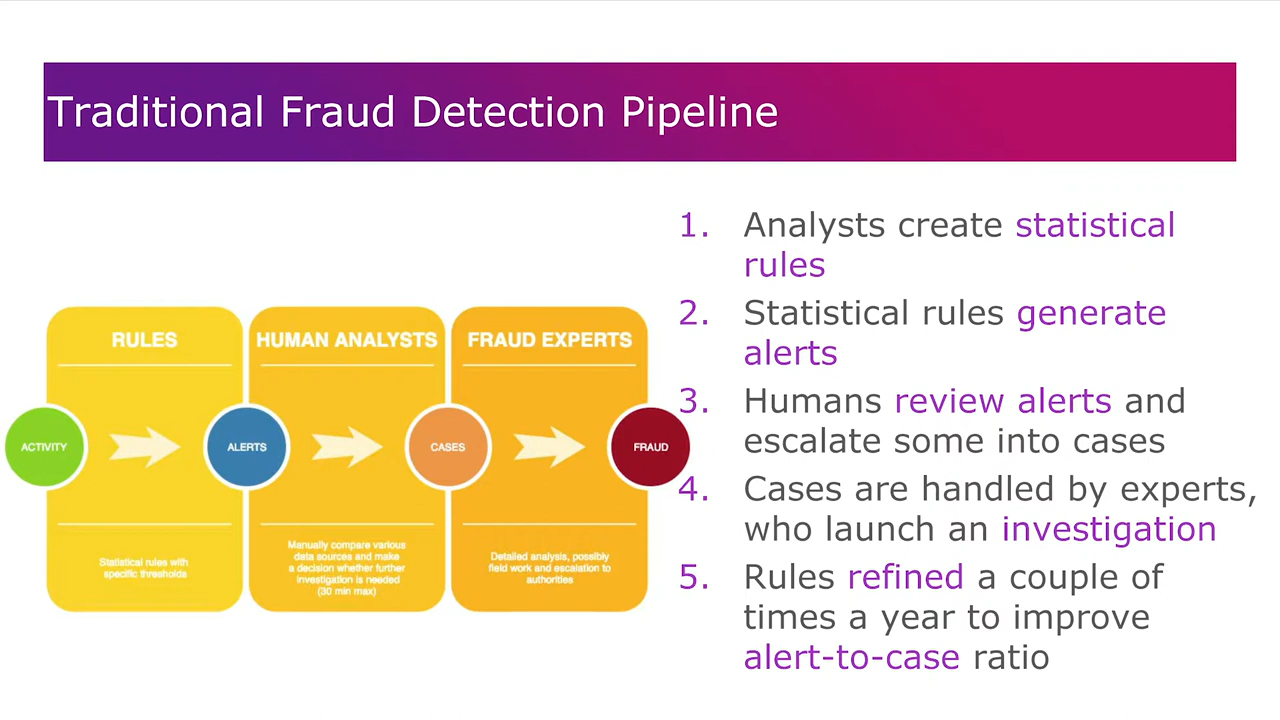 Traditional Fraud Detection Pipeline
RULES
HUMAN ANALYSTS
FRAUD EXPERTS
ACTIVITY
ALERTS
CASES
FRAUD
Statistical rules with
specific thresholds
Manually compare various
data sources and make
a decision whether further
investigation is needed
(30 min max)
Detailed analysis, possibly
field work and escalation to
authorities
1. Analysts create statistical
rules
2. Statistical rules generate
alerts
3. Humans review alerts and
escalate some into cases
4. Cases are handled by experts,
who launch an investigation
5. Rules refined a couple of
times a year to improve
alert-to-case ratio